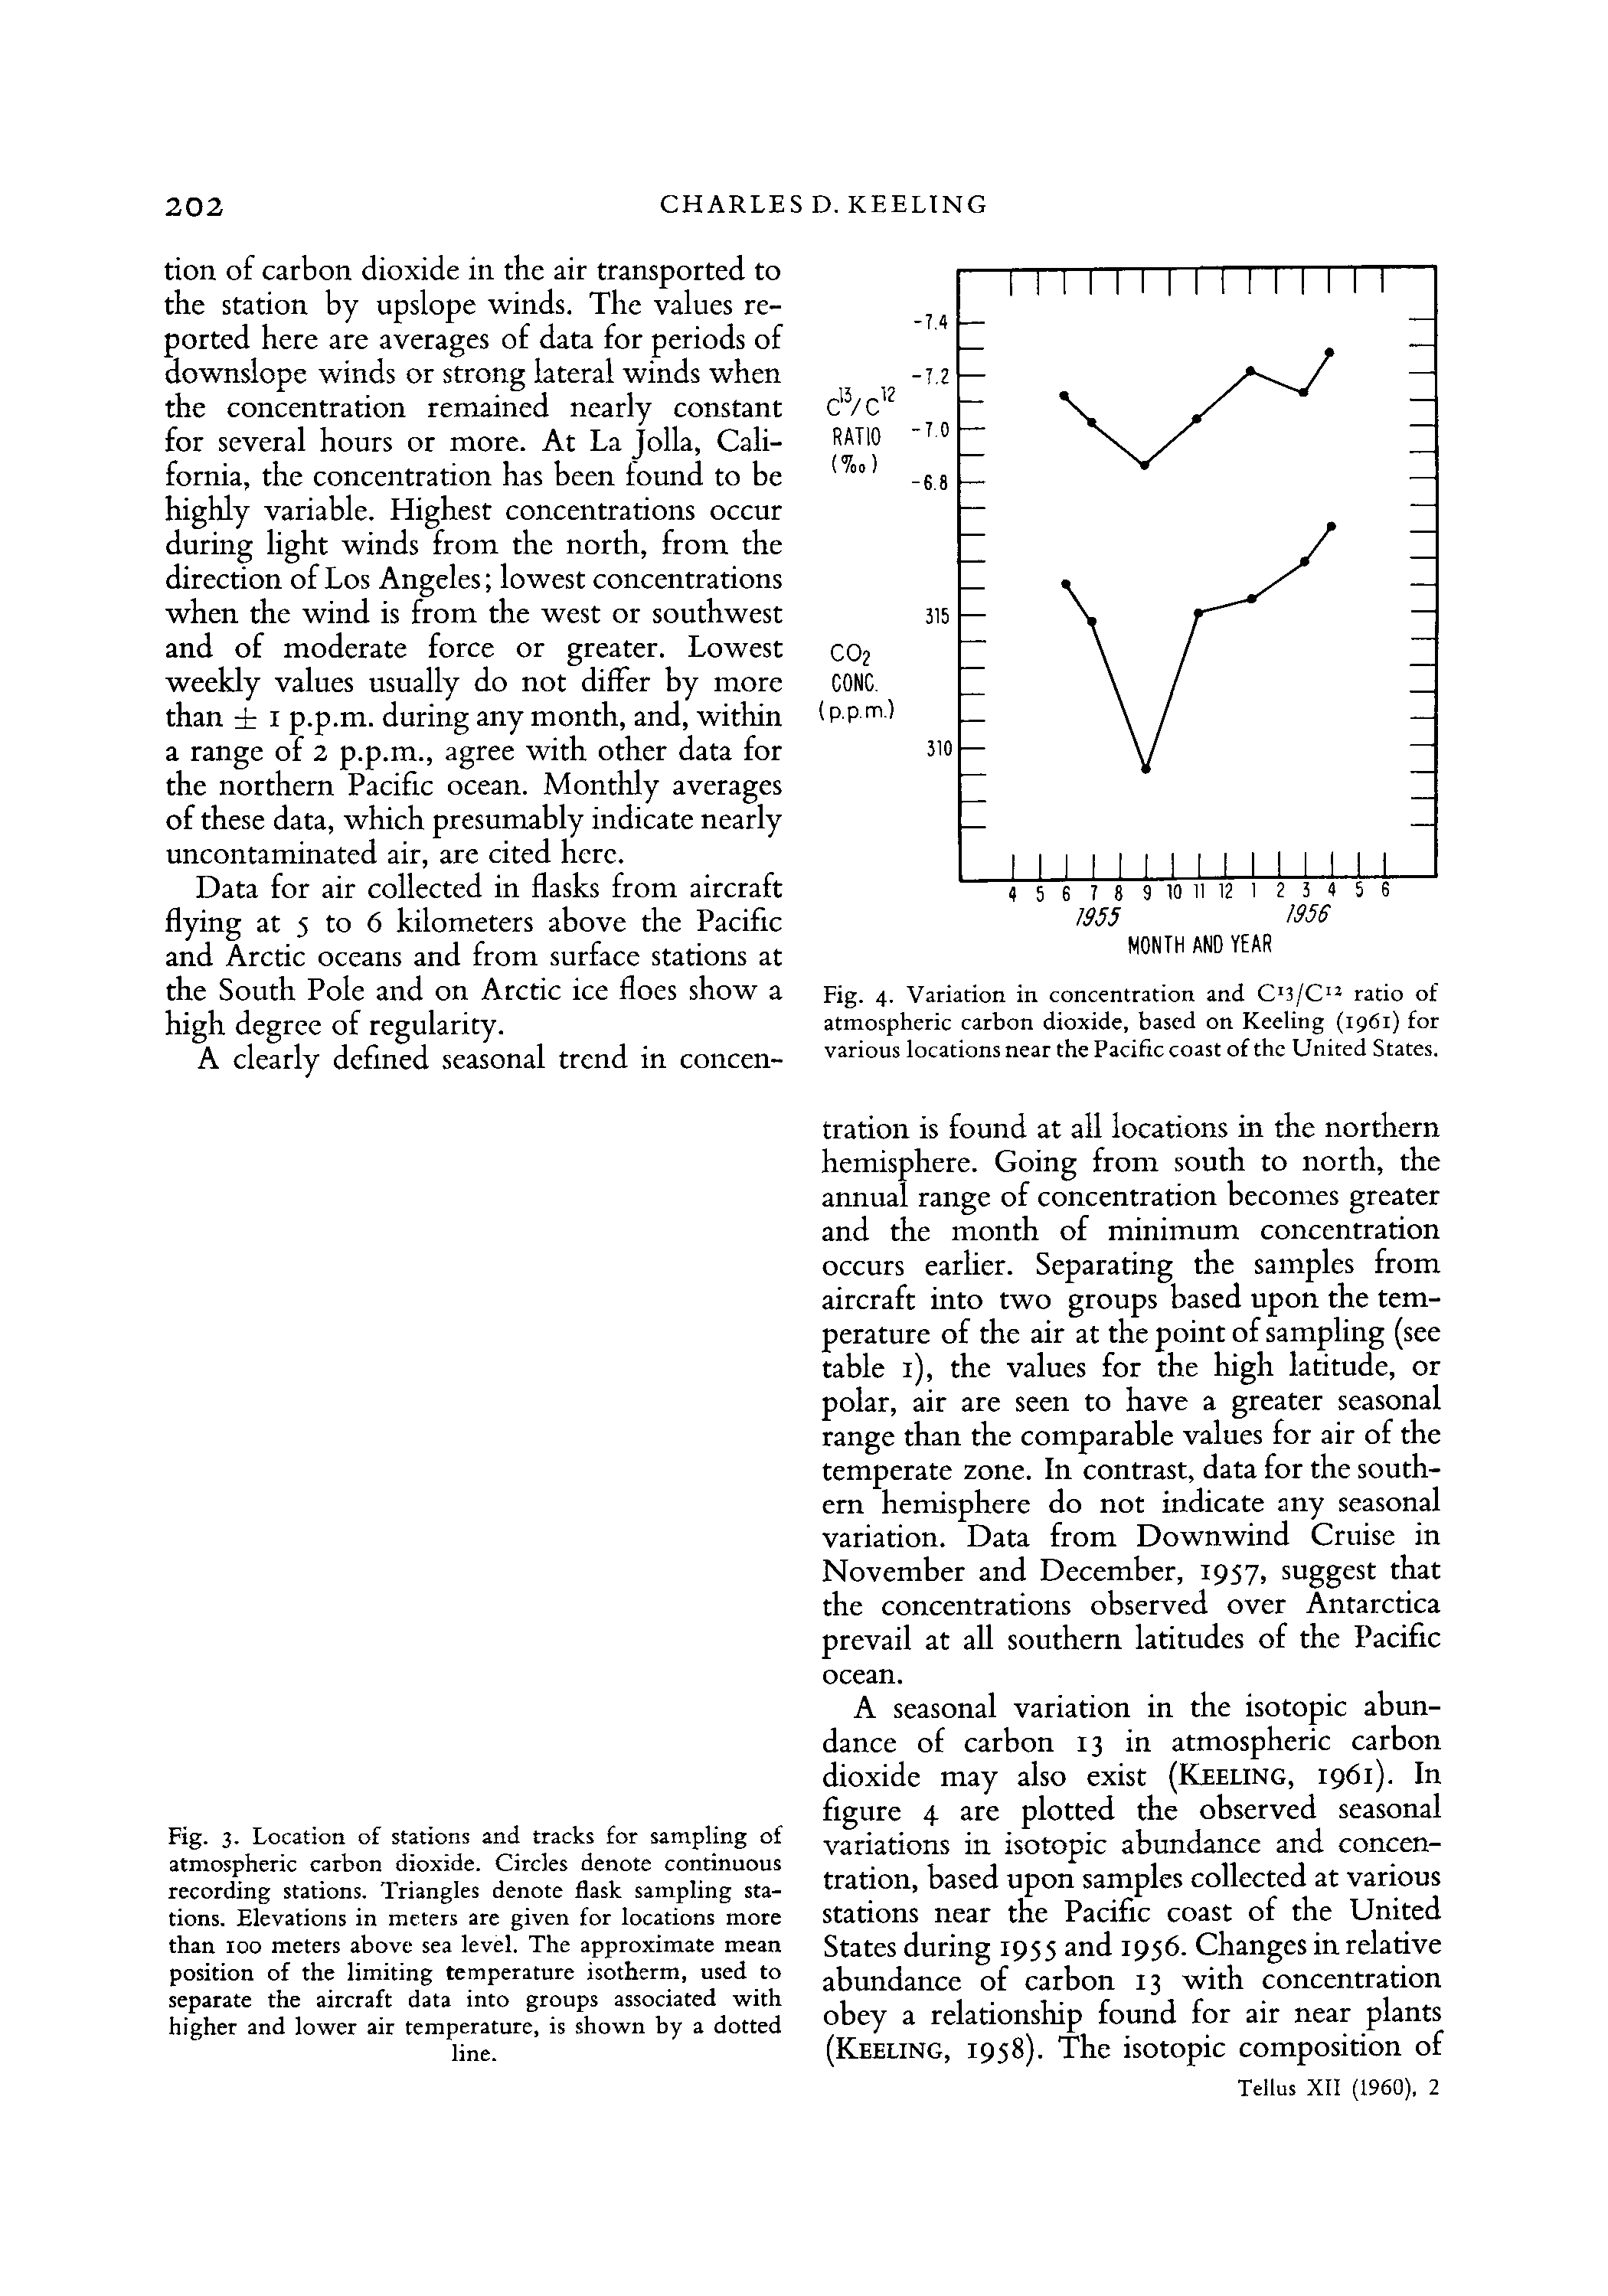 202
CHARLES D. KEELING
tion of carbon dioxide in the air transported to
the station by upslope winds. The values re-
ported here are averages of data for periods of
downslope winds or strong lateral winds when
the concentration remained nearly constant
for several hours or more. At La Jolla, Cali-
fornia, the concentration has been found to be
highly variable. Highest concentrations occur
during light winds from the north, from the
direction of Los Angeles; lowest concentrations
when the wind is from the west or southwest
and of moderate force or greater. Lowest
weekly values usually do not differ by more
than ± 1 p.p.m. during any month, and, within
a range of 2 p.p.m., agree with other data for
the northern Pacific ocean. Monthly averages
of these data, which presumably indicate nearly
uncontaminated air, are cited here.
Data for air collected in flasks from aircraft
flying at 5 to 6 kilometers above the Pacific
and Arctic oceans and from surface stations at
the South Pole and on Arctic ice floes show a
high degree of regularity.
A clearly defined seasonal trend in concen-
Fig. 3. Location of stations and tracks for sampling of
atmospheric carbon dioxide. Circles denote continuous
recording stations. Triangles denote flask sampling sta-
tions. Elevations in meters are given for locations more
than 100 meters above sea level. The approximate mean
position of the limiting temperature isotherm, used to
separate the aircraft data into groups associated with
higher and lower air temperature, is shown by a dotted
line.
-7.4
-7.2
C¹³/C¹²
RATIO
(‰)
-7.0
-6.8
315
CO₂
CONC.
(p.p.m.)
310
4 5 6 7 8 9 10 11 12 1 2 3 4 5 6
1955 1956
MONTH AND YEAR
Fig. 4. Variation in concentration and C¹³/C¹² ratio of
atmospheric carbon dioxide, based on Keeling (1961) for
various locations near the Pacific coast of the United States.
tration is found at all locations in the northern
hemisphere. Going from south to north, the
annual range of concentration becomes greater
and the month of minimum concentration
occurs earlier. Separating the samples from
aircraft into two groups based upon the tem-
perature of the air at the point of sampling (see
table 1), the values for the high latitude, or
polar, air are seen to have a greater seasonal
range than the comparable values for air of the
temperate zone. In contrast, data for the south-
ern hemisphere do not indicate any seasonal
variation. Data from Downwind Cruise in
November and December, 1957, suggest that
the concentrations observed over Antarctica
prevail at all southern latitudes of the Pacific
ocean.
A seasonal variation in the isotopic abun-
dance of carbon 13 in atmospheric carbon
dioxide may also exist (KEELING, 1961). In
figure 4 are plotted the observed seasonal
variations in isotopic abundance and concen-
tration, based upon samples collected at various
stations near the Pacific coast of the United
States during 1955 and 1956. Changes in relative
abundance of carbon 13 with concentration
obey a relationship found for air near plants
(KEELING, 1958). The isotopic composition of
Tellus XII (1960), 2